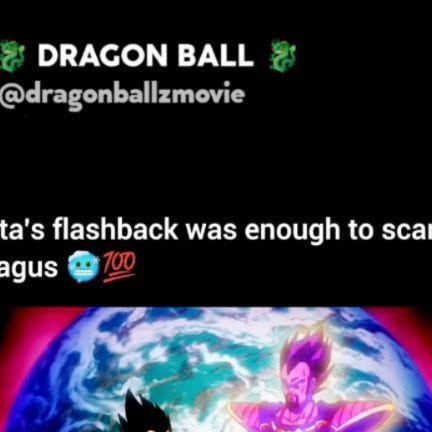 🐉 DRAGON BALL 🐉
@dragonballzmovie
ta's flashback was enough to scar
agus 🥶💯